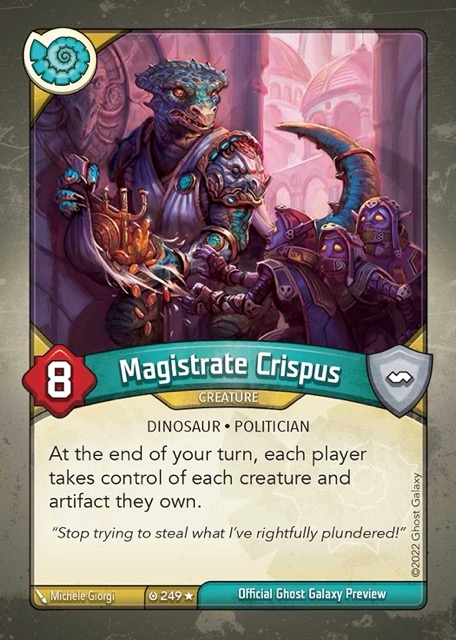 8
Magistrate Crispus
CREATURE
DINOSAUR • POLITICIAN
At the end of your turn, each player
takes control of each creature and
artifact they own.
“Stop trying to steal what I’ve rightfully plundered!”
©2022 Ghost Galaxy
Michele Giorgi
249★
Official Ghost Galaxy Preview